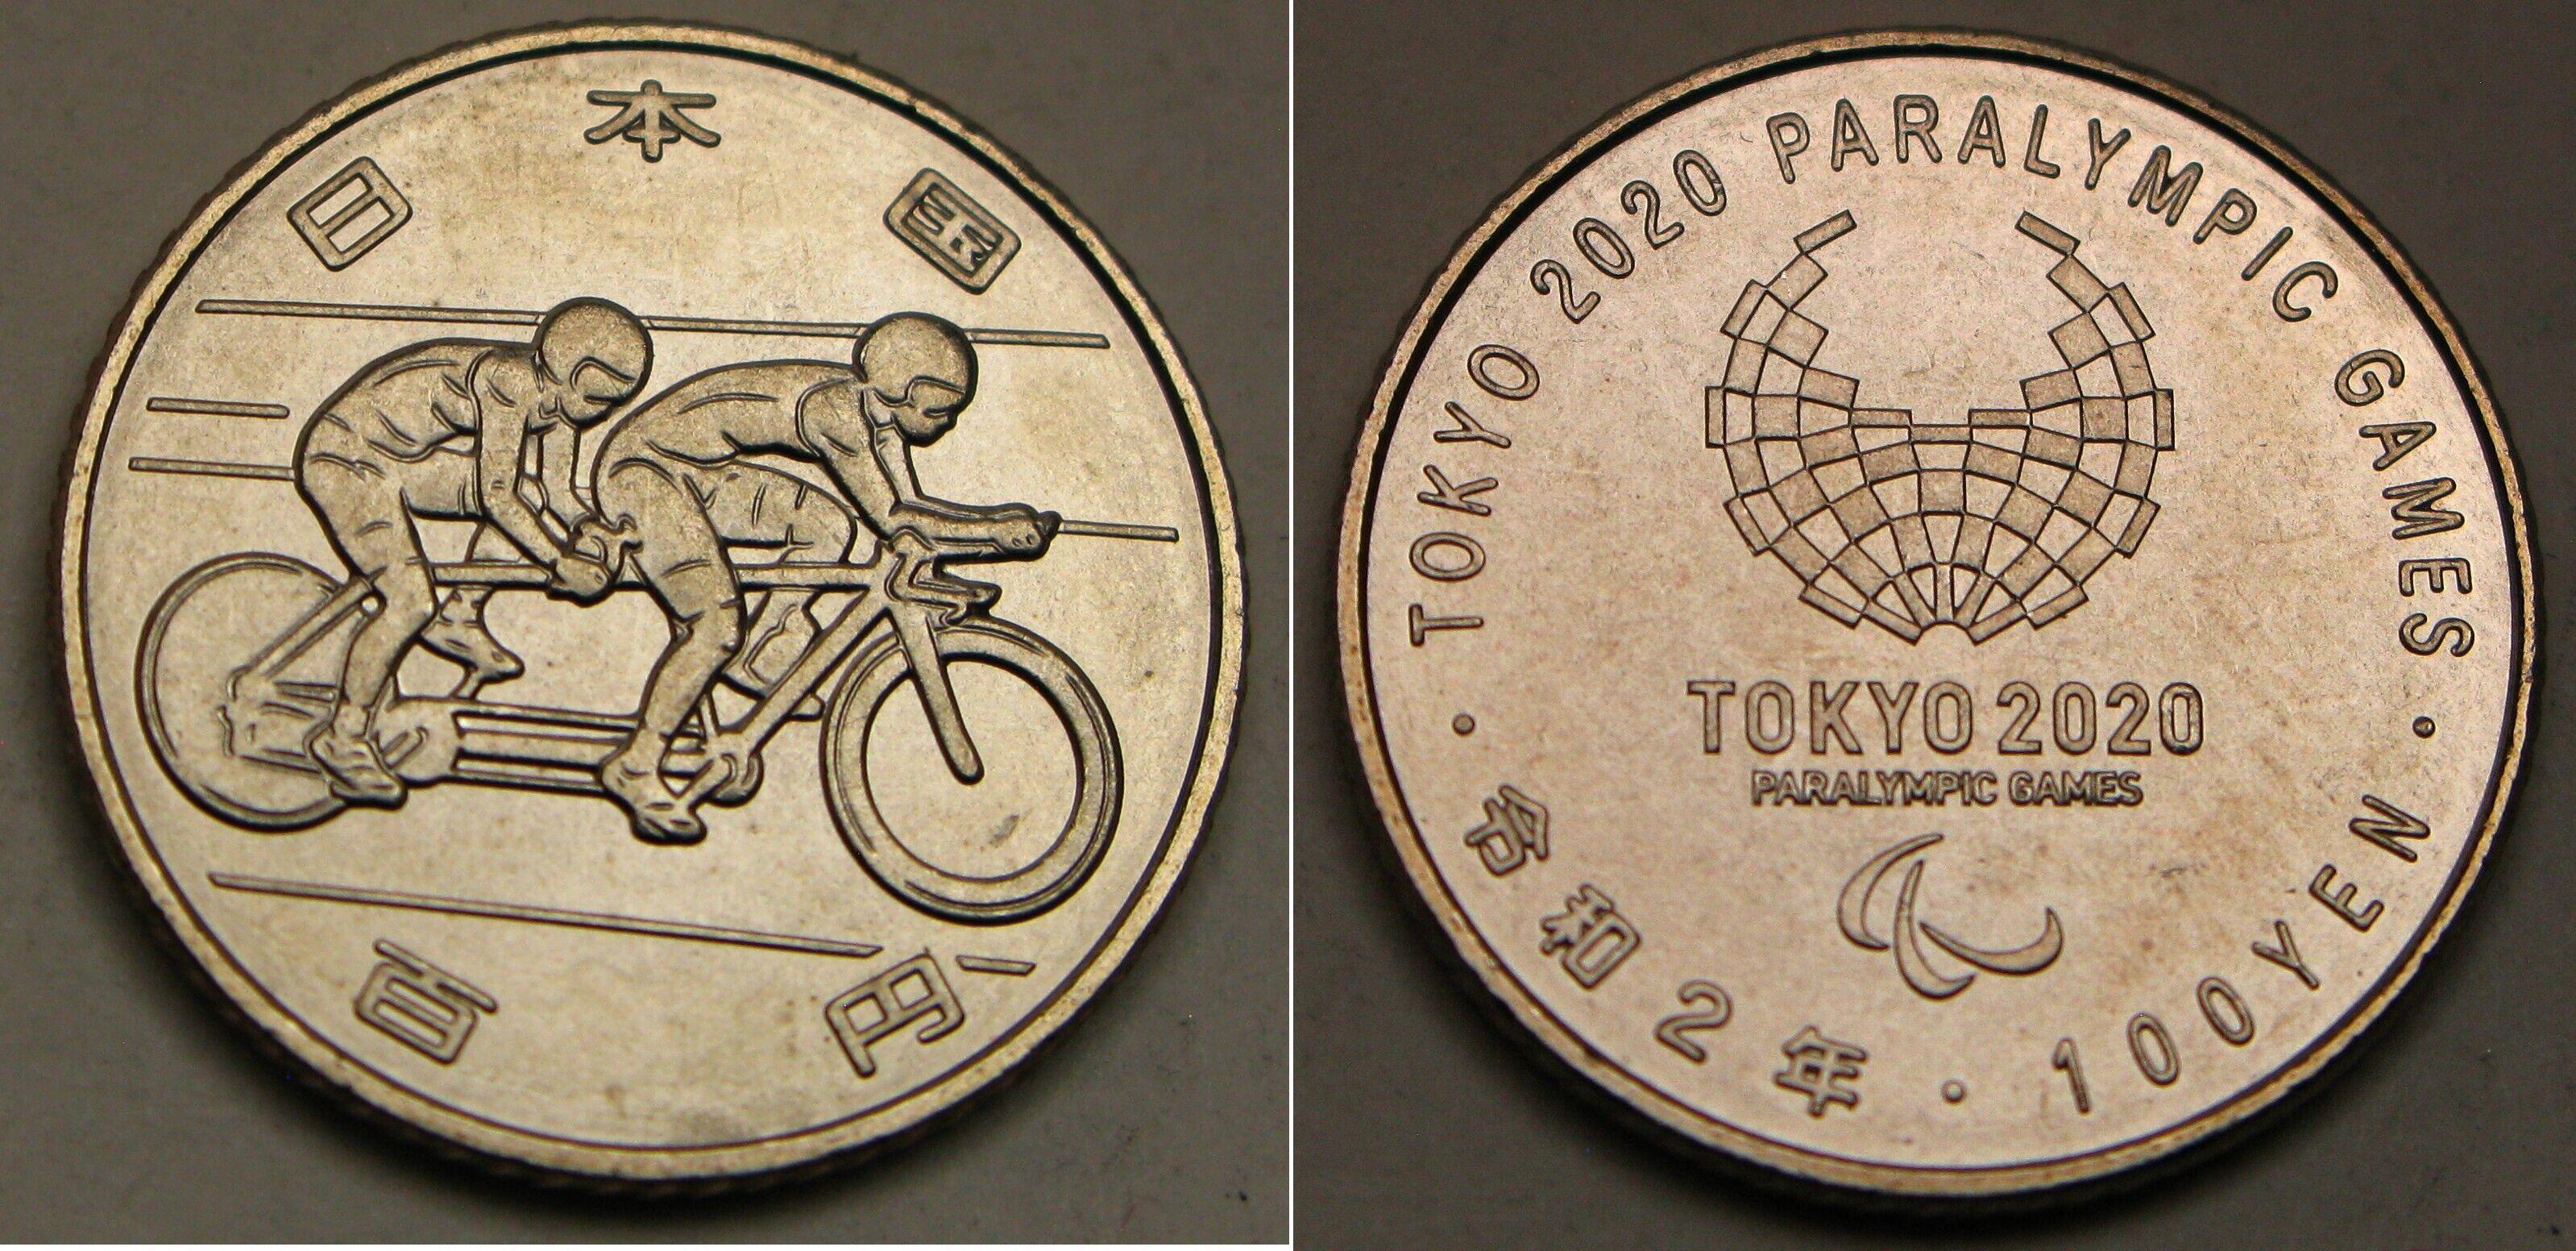 日本国
百円
TOKYO 2020 PARALYMPIC GAMES
TOKYO 2020
PARALYMPIC GAMES
・令和2年・100YEN・